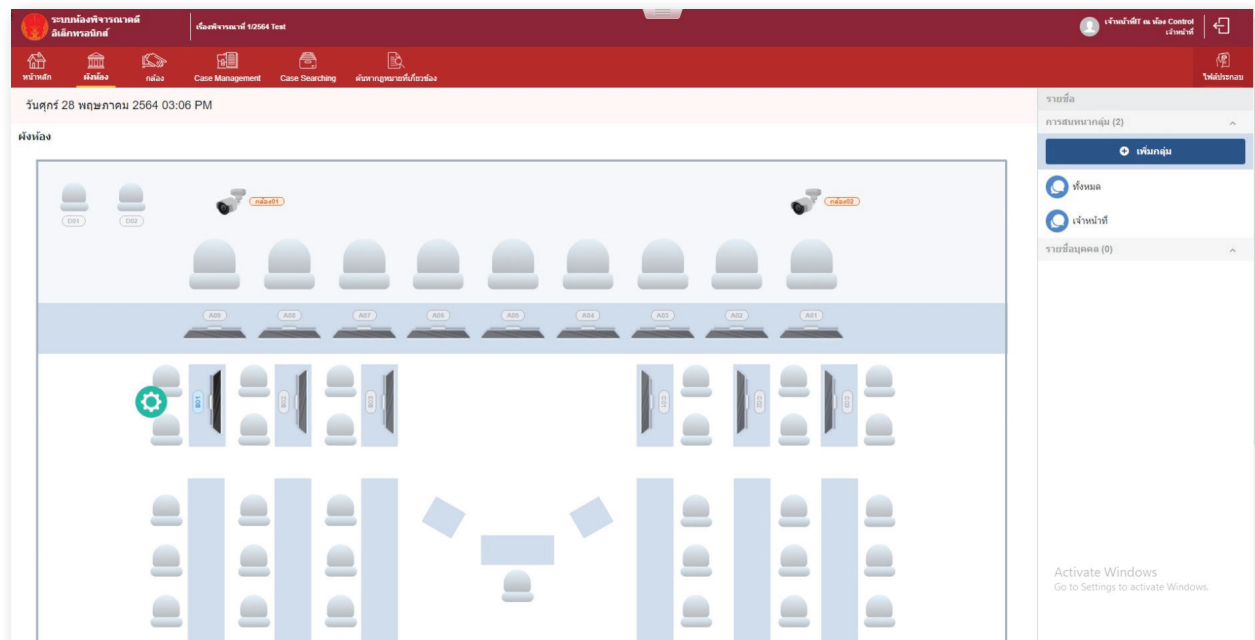 ระบบห้องพิจารณาคดี
อิเล็กทรอนิกส์
เรื่องพิจารณาที่ 1/2564 Test
เจ้าหน้าที่IT ณ ห้อง Control
เจ้าหน้าที่
หน้าหลัก
ผังห้อง
กล้อง
Case Management
Case Searching
ค้นหากฎหมายที่เกี่ยวข้อง
ไฟล์ประกอบ
วันศุกร์ 28 พฤษภาคม 2564 03:06 PM
รายชื่อ
การสนทนากลุ่ม (2)
เพิ่มกลุ่ม
ทั้งหมด
เจ้าหน้าที่
รายชื่อบุคคล (0)
ผังห้อง
D01
D02
กล้อง01
กล้อง02
A09
A08
A07
A06
A05
A04
A03
A02
A01
B01
B02
B03
Activate Windows
Go to Settings to activate Windows.